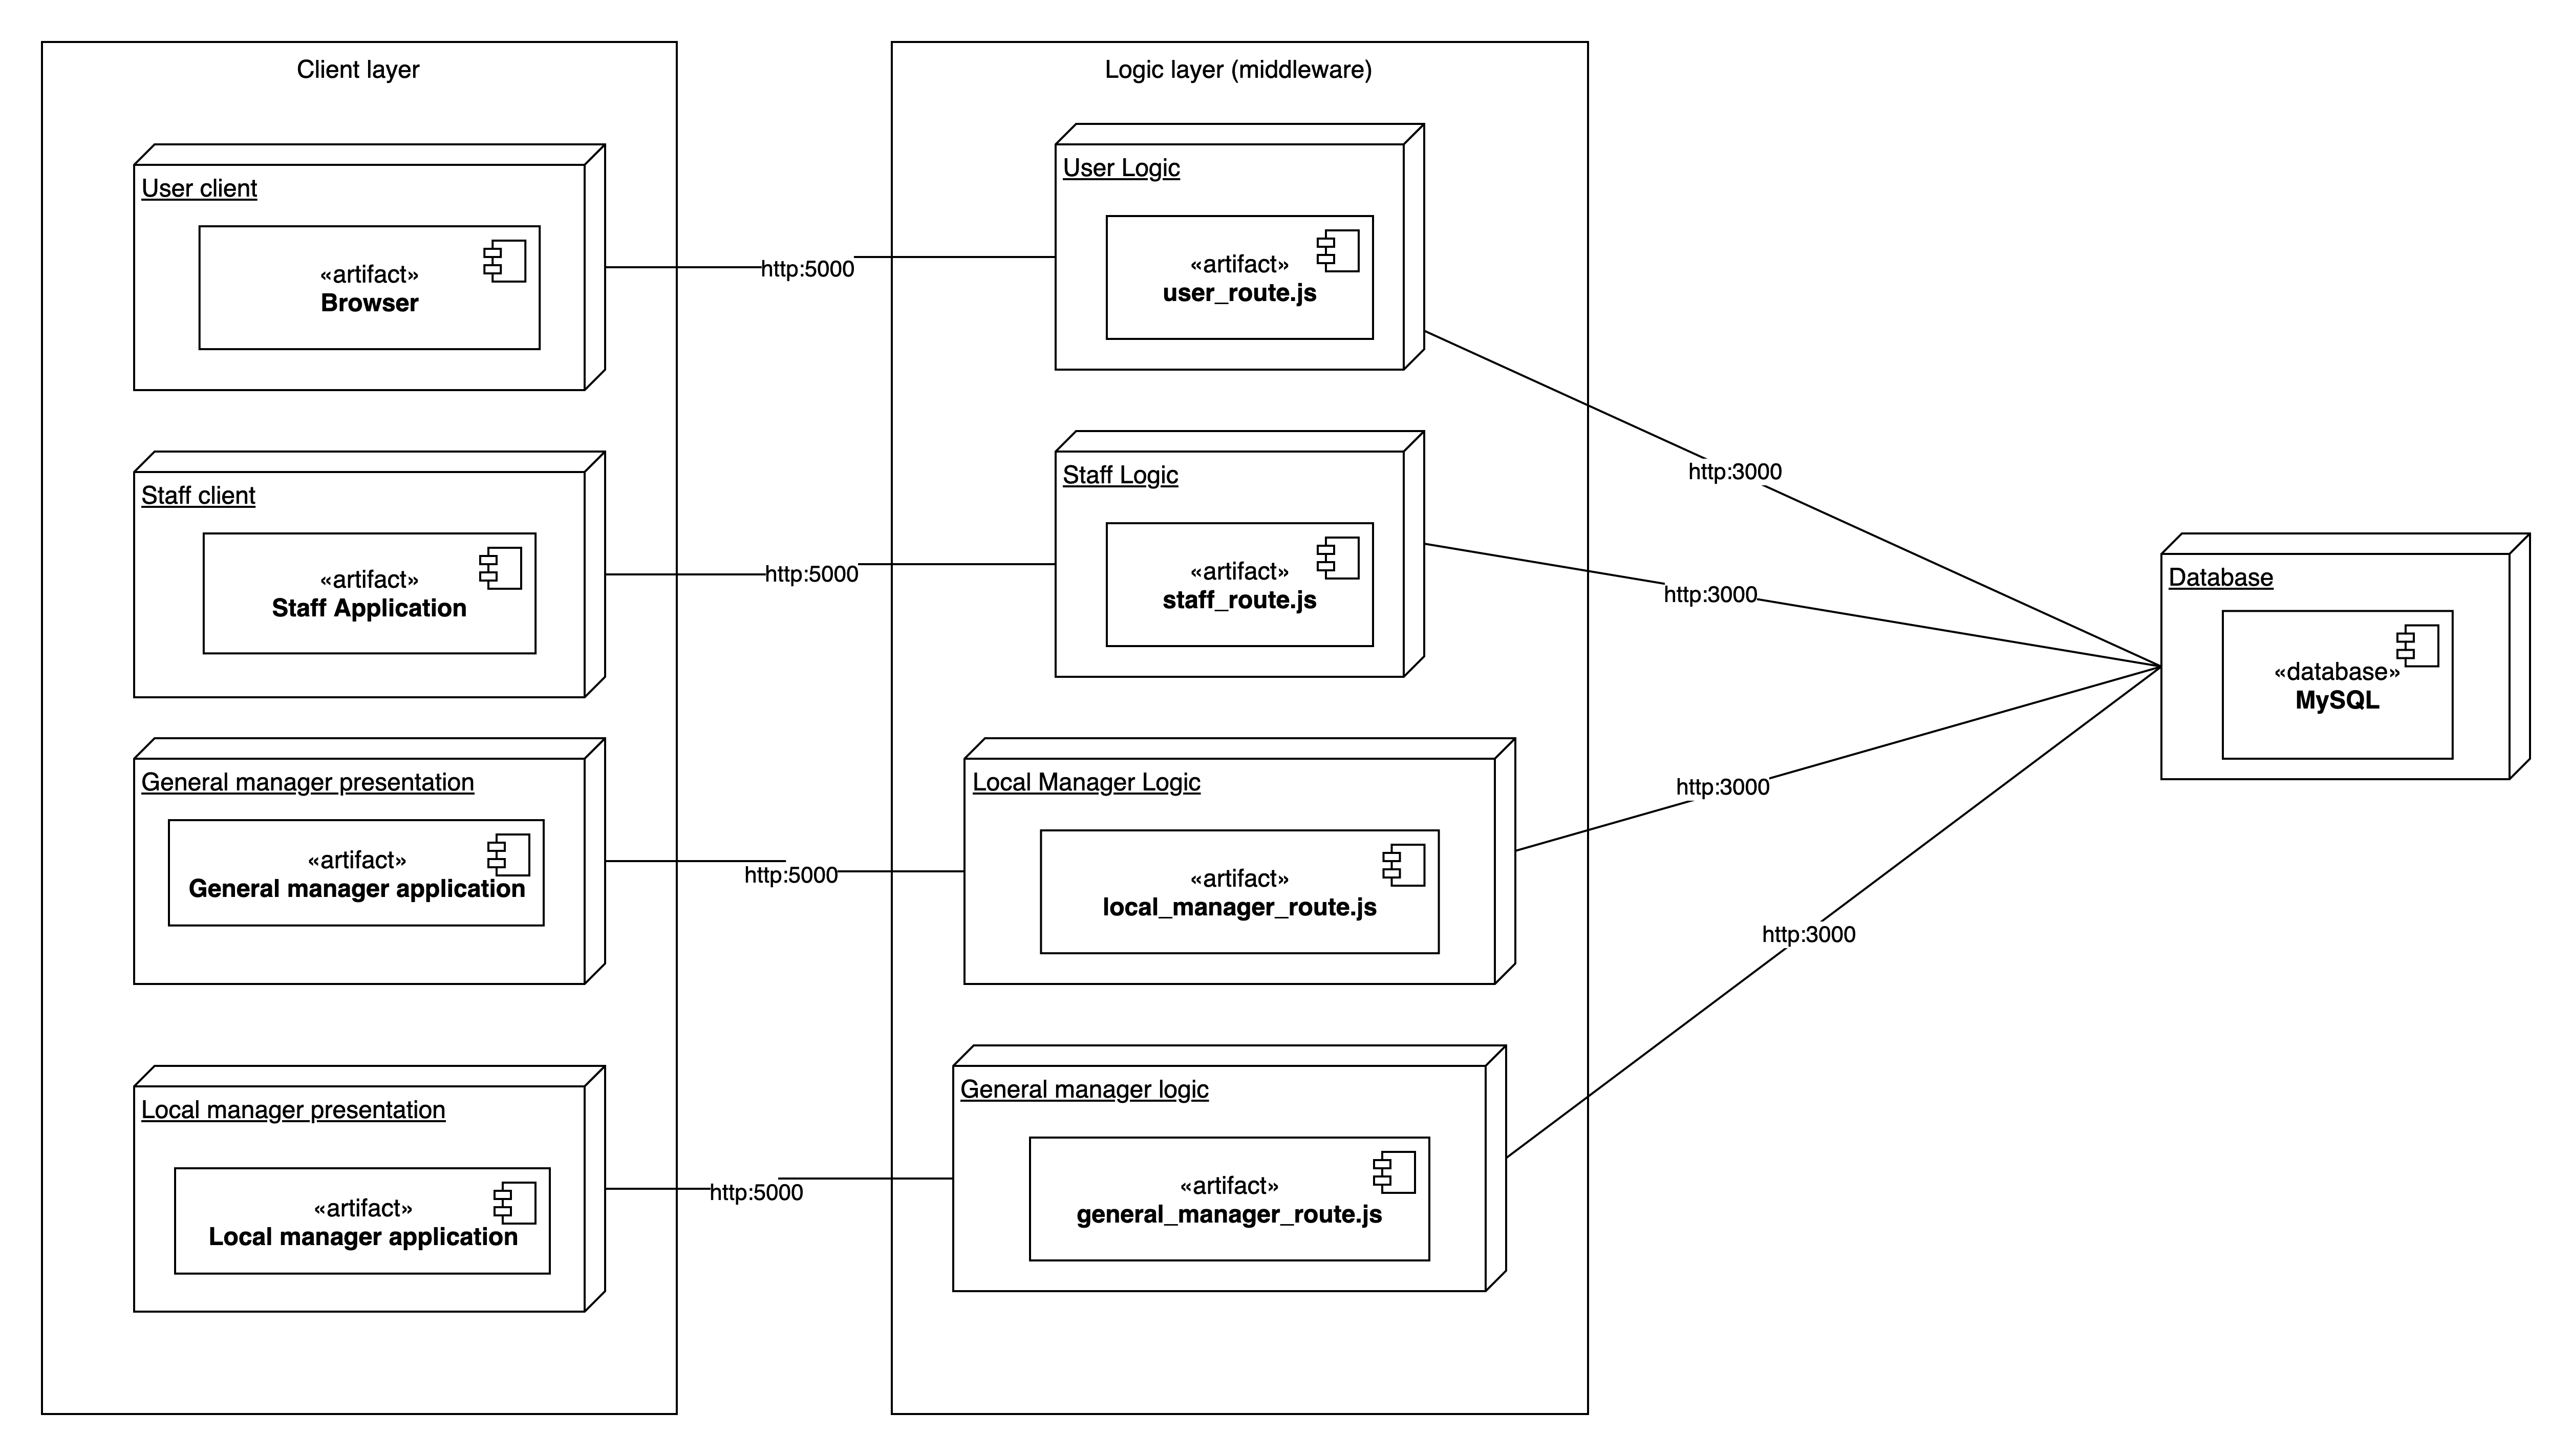 Client layer
User client
«artifact»
Browser
Staff client
«artifact»
Staff Application
General manager presentation
«artifact»
General manager application
Local manager presentation
«artifact»
Local manager application
http:5000
http:5000
http:5000
http:5000
Logic layer (middleware)
User Logic
«artifact»
user_route.js
Staff Logic
«artifact»
staff_route.js
Local Manager Logic
«artifact»
local_manager_route.js
General manager logic
«artifact»
general_manager_route.js
http:3000
http:3000
http:3000
http:3000
Database
«database»
MySQL